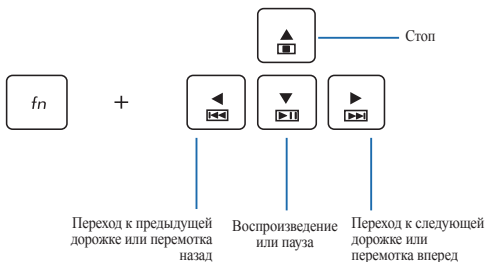 Стоп
fn +
Переход к предыдущей
дорожке или перемотка
назад
Воспроизведение
или пауза
Переход к следующей
дорожке или
перемотка вперед